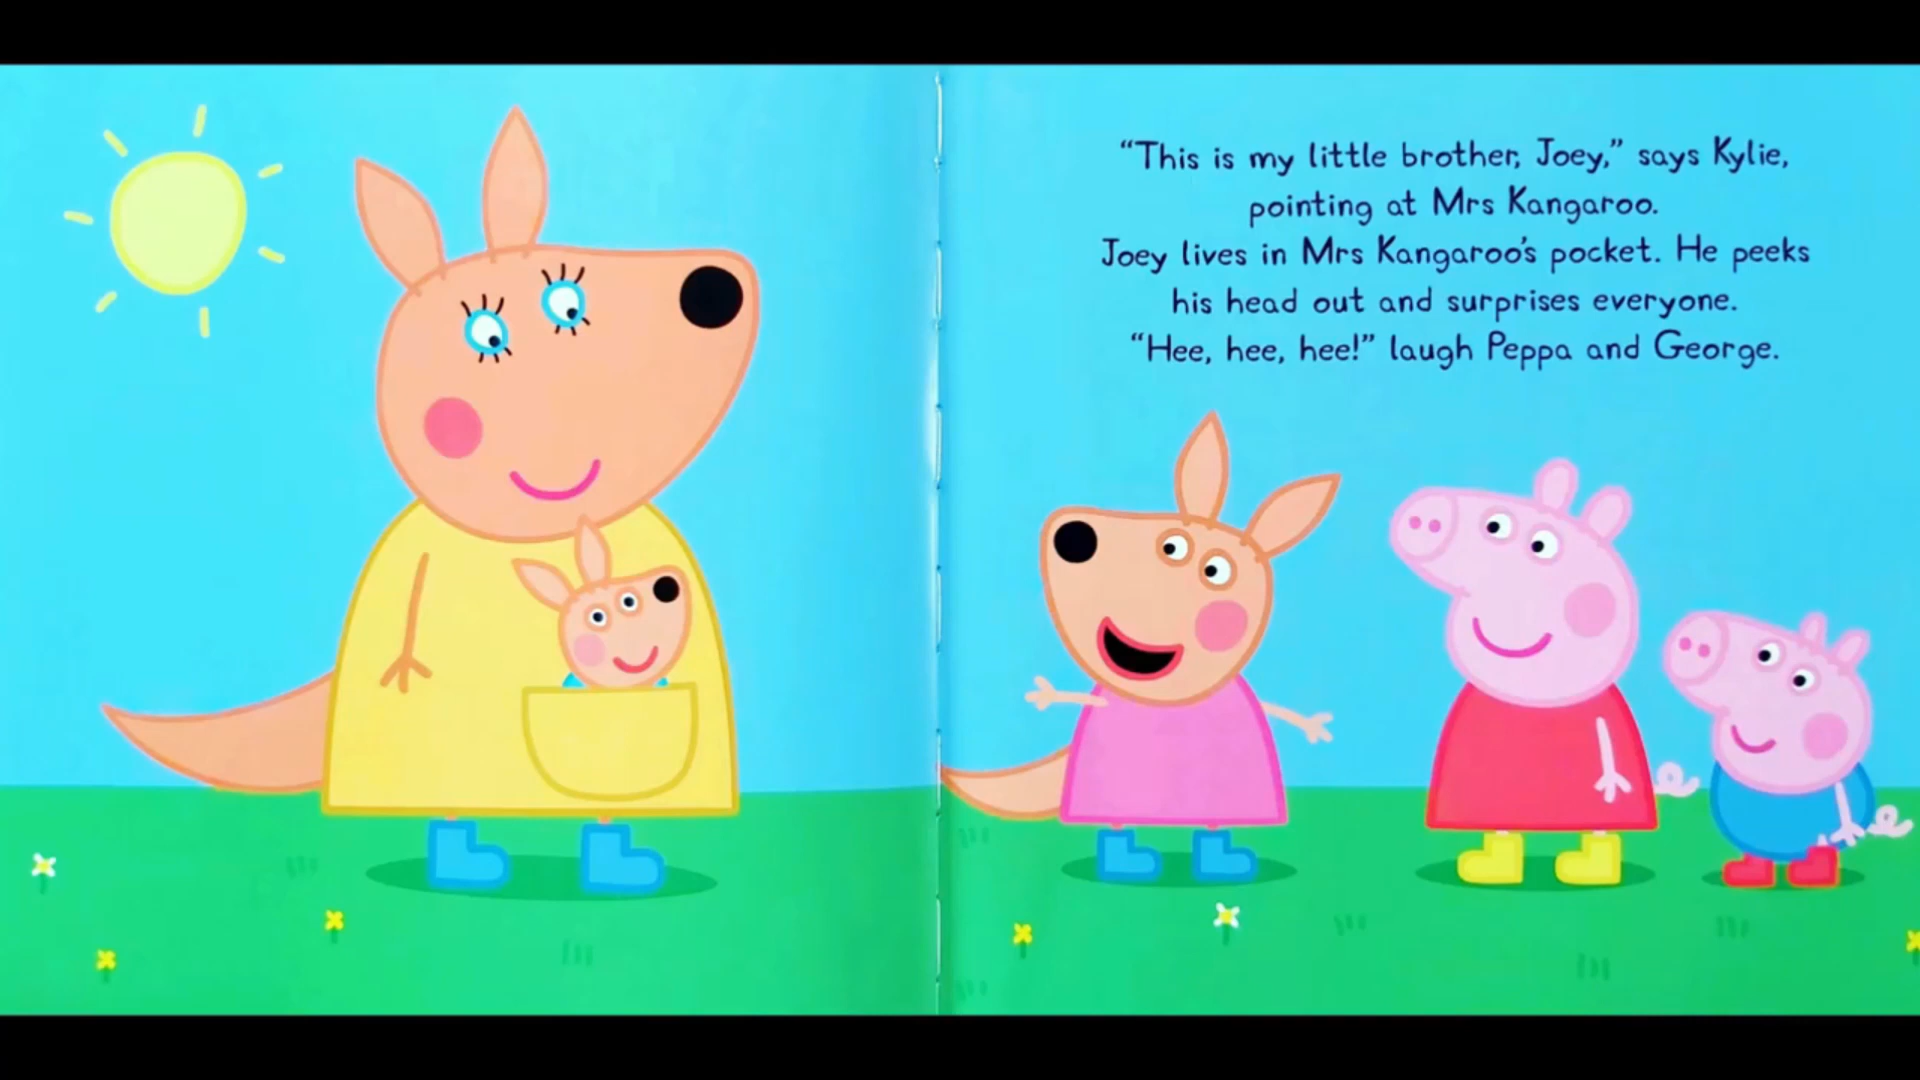 “This is my little brother, Joey,” says Kylie,
pointing at Mrs Kangaroo.
Joey lives in Mrs Kangaroo’s pocket. He peeks
his head out and surprises everyone.
“Hee, hee, hee!” laugh Peppa and George.